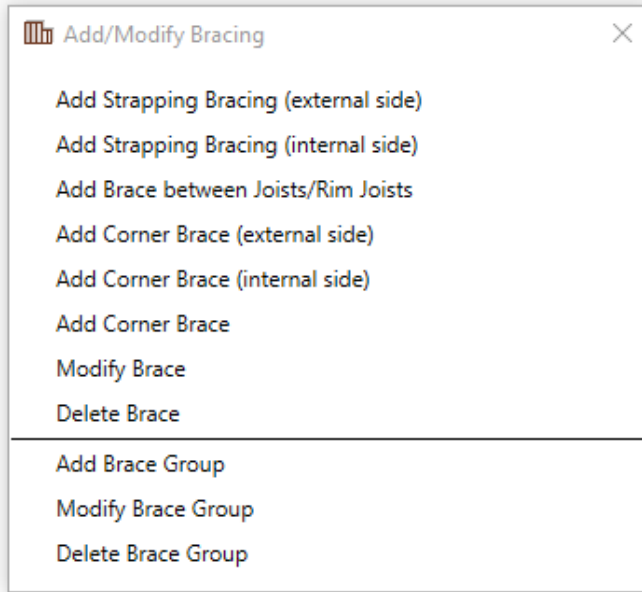 Add/Modify Bracing
Add Strapping Bracing (external side)
Add Strapping Bracing (internal side)
Add Brace between Joists/Rim Joists
Add Corner Brace (external side)
Add Corner Brace (internal side)
Add Corner Brace
Modify Brace
Delete Brace
Add Brace Group
Modify Brace Group
Delete Brace Group